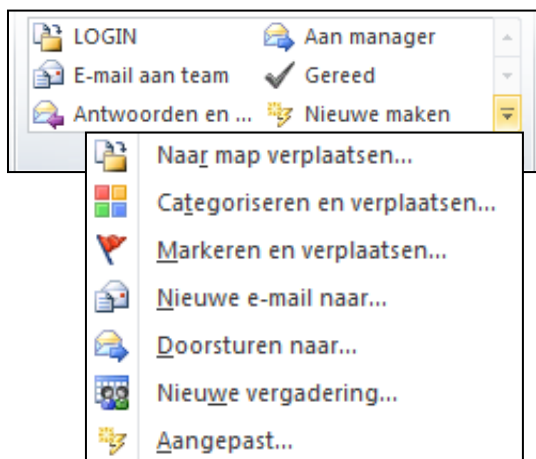 LOGIN Aan manager
E-mail aan team Gereed
Antwoorden en ... Nieuwe maken
Naar map verplaatsen...
Categoriseren en verplaatsen...
Markeren en verplaatsen...
Nieuwe e-mail naar...
Doorsturen naar...
Nieuwe vergadering...
Aangepast...